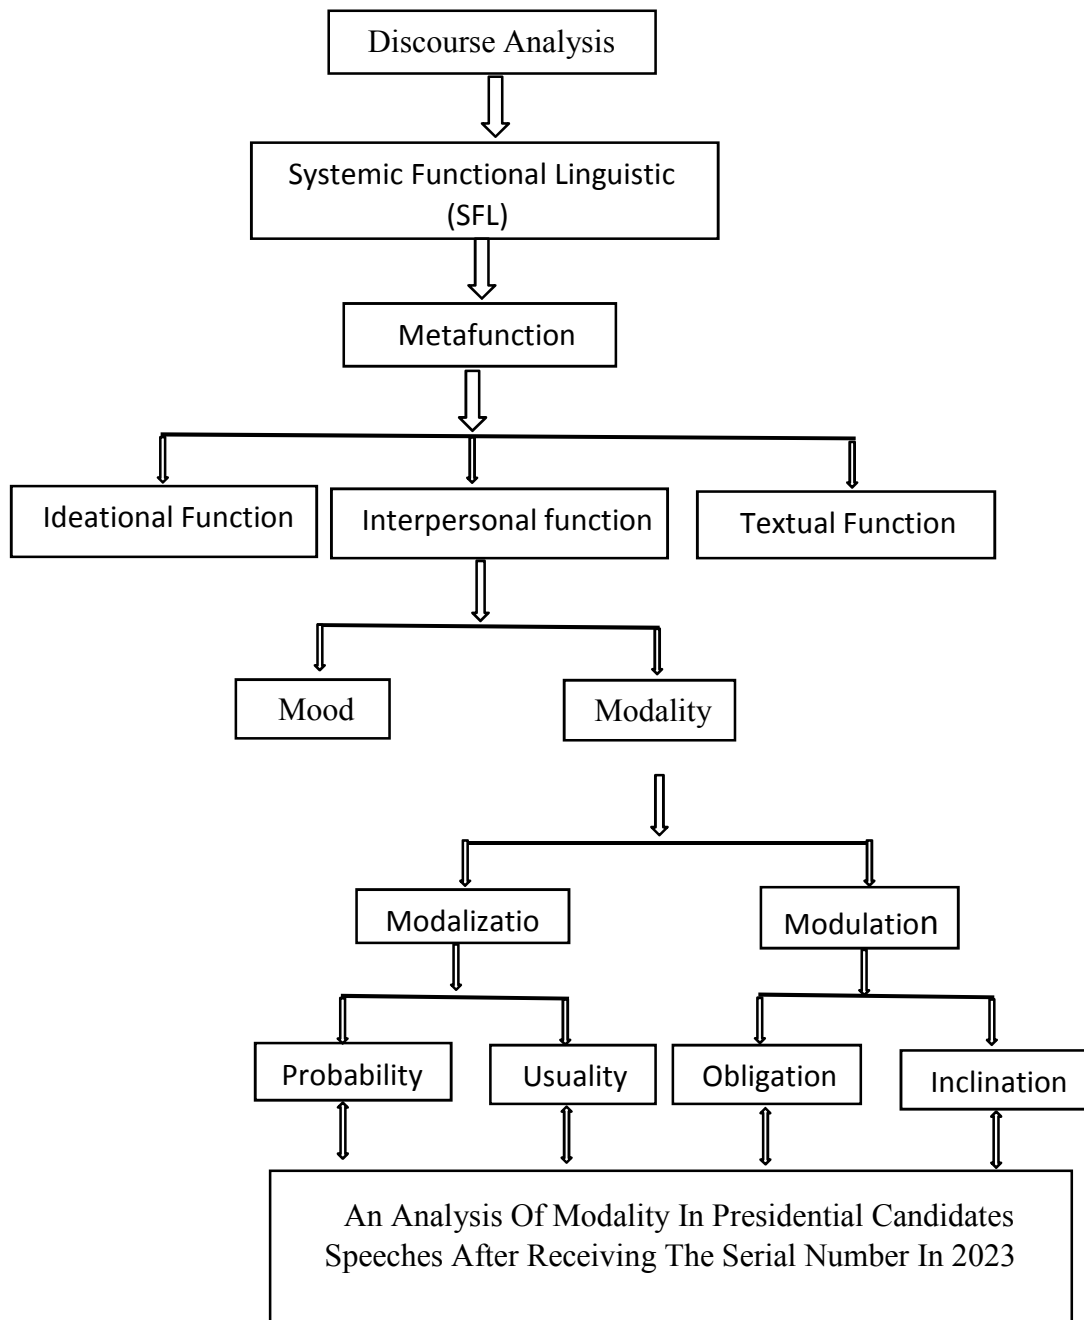 Discourse Analysis
Systemic Functional Linguistic
(SFL)
Metafunction
Ideational Function
Interpersonal function
Textual Function
Mood
Modality
Modalizatio
Modulation
Probability
Usuality
Obligation
Inclination
An Analysis Of Modality In Presidential Candidates
Speeches After Receiving The Serial Number In 2023